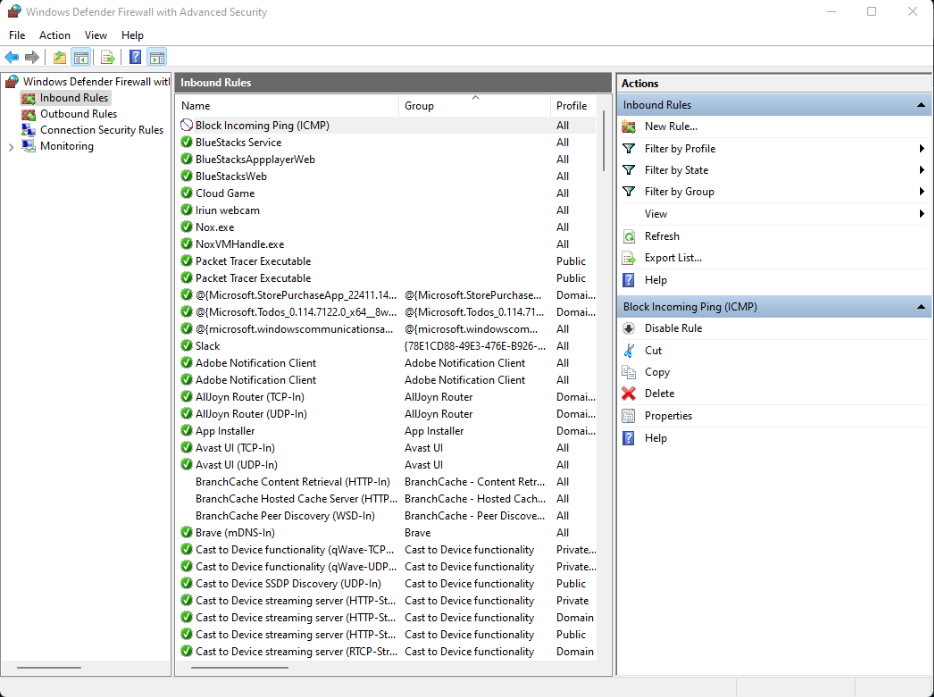 Windows Defender Firewall with Advanced Security
File Action View Help
Windows Defender Firewall with
Inbound Rules
Outbound Rules
Connection Security Rules
Monitoring
Inbound Rules
Name Group Profile
Block Incoming Ping (ICMP) All
BlueStacks Service All
BlueStacksAppplayerWeb All
BlueStacksWeb All
Cloud Game All
Iriun webcam All
Nox.exe All
NoxVMHandle.exe All
Packet Tracer Executable Public
Packet Tracer Executable Public
@{Microsoft.StorePurchaseApp_22411.14... @{Microsoft.StorePurchase... Domai...
@{Microsoft.Todos_0.114.7122.0_x64__8w... @{Microsoft.Todos_0.114.71... Domai...
@{microsoft.windowscommunicationsa... @{microsoft.windowscom... All
Slack {78E1CD88-49E3-476E-B926-... All
Adobe Notification Client Adobe Notification Client All
Adobe Notification Client Adobe Notification Client All
AllJoyn Router (TCP-In) AllJoyn Router Domai...
AllJoyn Router (UDP-In) AllJoyn Router Domai...
App Installer App Installer Domai...
Avast UI (TCP-In) Avast UI All
Avast UI (UDP-In) Avast UI All
BranchCache Content Retrieval (HTTP-In) BranchCache - Content Retr... All
BranchCache Hosted Cache Server (HTTP... BranchCache - Hosted Cach... All
BranchCache Peer Discovery (WSD-In) BranchCache - Peer Discove... All
Brave (mDNS-In) Brave All
Cast to Device functionality (qWave-TCP... Cast to Device functionality Private...
Cast to Device functionality (qWave-UDP... Cast to Device functionality Private...
Cast to Device SSDP Discovery (UDP-In) Cast to Device functionality Public
Cast to Device streaming server (HTTP-St... Cast to Device functionality Private
Cast to Device streaming server (HTTP-St... Cast to Device functionality Domain
Cast to Device streaming server (HTTP-St... Cast to Device functionality Public
Cast to Device streaming server (RTCP-Str... Cast to Device functionality Domain
Actions
Inbound Rules
New Rule...
Filter by Profile
Filter by State
Filter by Group
View
Refresh
Export List...
Help
Block Incoming Ping (ICMP)
Disable Rule
Cut
Copy
Delete
Properties
Help